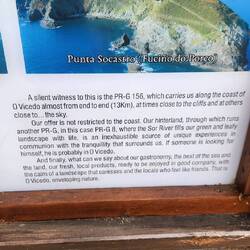 Punta Socastro (Fuciño do Porco)
A silent witness to this is the PR-G 156, which carries us along the coast of
O Vicedo almost from end to end (13Km), at times close to the cliffs and at others
close to... the sky.
Our offer is not restricted to the coast. Our hinterland, through which runs
another PR-G, in this case PR-G 8, where the Sor River fills our green and leafy
landscape with life, is an inexhaustible source of unique experiences in
communion with the tranquility that surrounds us. If someone is looking for
himself, he is probably in O Vicedo.
And finally, what can we say about our gastronomy, the best of the sea and
the land, our fresh, local products, ready to be enjoyed in good company, with
the calm of a landscape that caresses and the locals who feel like friends. That is
O Vicedo, enveloping nature.